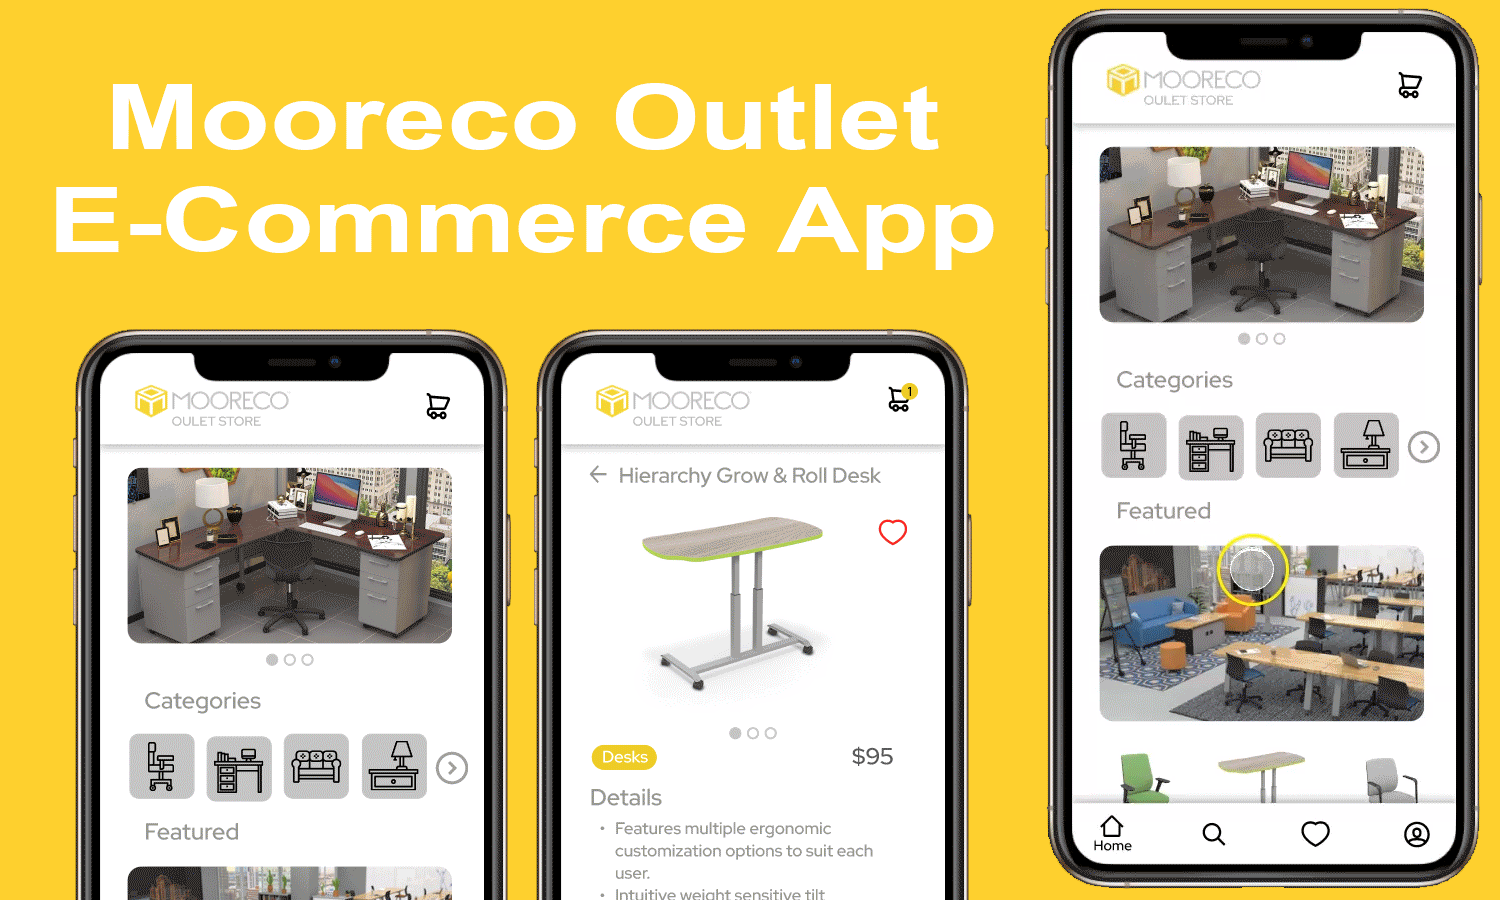 Mooreco Outlet
E-Commerce App
MOORECO
OULET STORE
Categories
Featured
MOORECO
OULET STORE
1
Hierarchy Grow & Roll Desk
Desks
$95
Details
• Features multiple ergonomic
customization options to suit each
user.
• Intuitive weight sensitive tilt
MOORECO
OULET STORE
Categories
Featured
Home